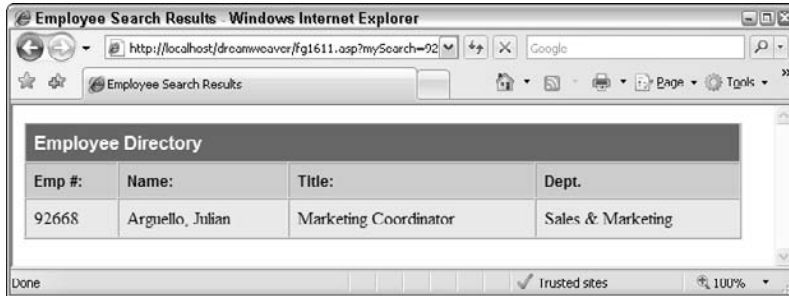 Employee Search Results - Windows Internet Explorer
http://localhost/dreamweaver/fg1611.asp?mySearch=92
Google
Employee Search Results
Page
Tools
»
Employee Directory
Emp #: Name: Title: Dept.
92668 Arguello, Julian Marketing Coordinator Sales & Marketing
Done Trusted sites 100%